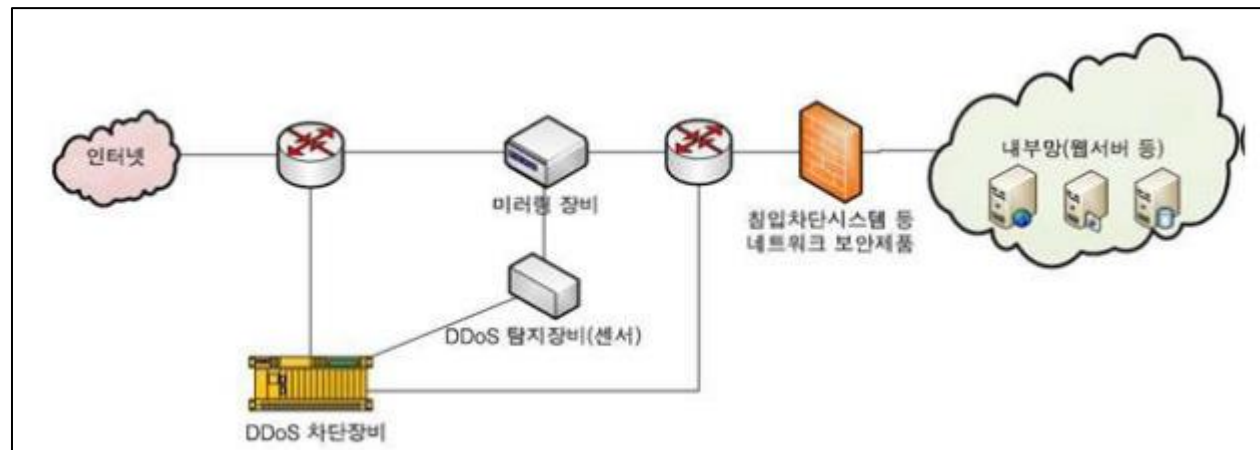 인터넷
미러링 장비
침입차단시스템 등
네트워크 보안제품
내부망(웹서버 등)
DDoS 탐지장비(센서)
DDoS 차단장비